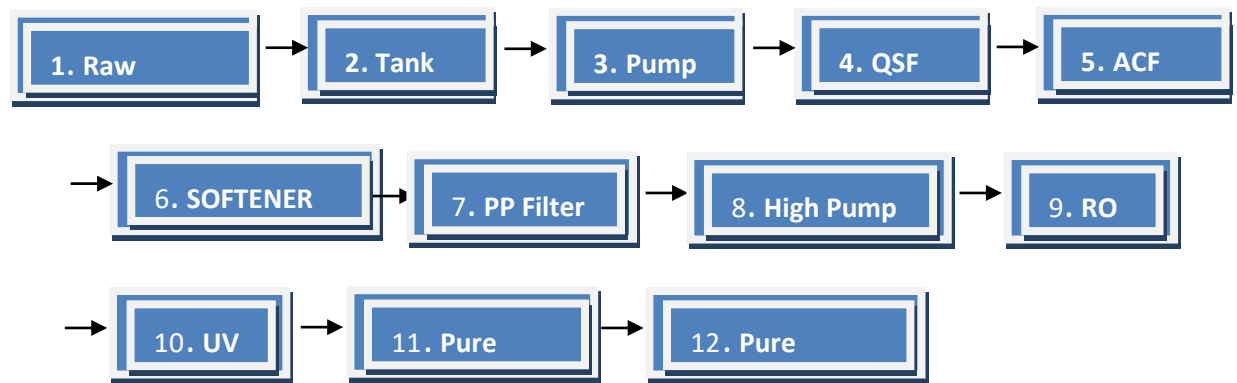 1. Raw
2. Tank
3. Pump
4. QSF
5. ACF
6. SOFTENER
7. PP Filter
8. High Pump
9. RO
10. UV
11. Pure
12. Pure